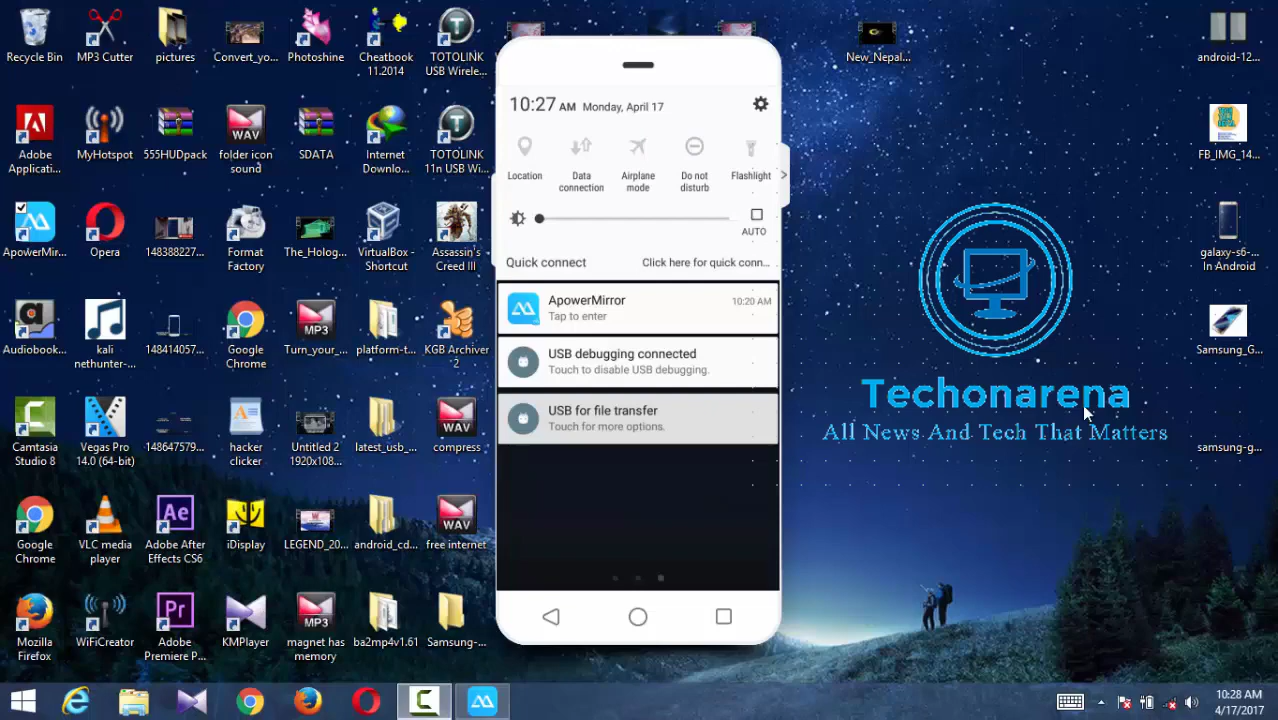 Recycle Bin
MP3 Cutter
pictures
Convert_yo...
Photoshine
Cheatbook
11.2014
TOTOLINK
USB Wirele...
New_Nepal...
android-12...
Adobe
Applicati...
MyHotspot
555HUDpack
WAV
folder icon
sound
SDATA
Internet
Downlo...
TOTOLINK
11n USB Wi...
FB_IMG_14...
ApowerMir...
Opera
148388227...
Format
Factory
The_Holog...
VirtualBox -
Shortcut
Assassin's
Creed III
galaxy-s6-...
In Android
Audiobook...
kali
nethunter-...
148414057...
Google
Chrome
MP3
Turn_your_...
platform-t...
KGB Archiver
2
Samsung_G...
Camtasia
Studio 8
Vegas Pro
14.0 (64-bit)
148647579...
hacker
clicker
Untitled 2
1920x108...
latest_usb_...
WAV
compress
samsung-g...
Google
Chrome
VLC media
player
Ae
Adobe After
Effects CS6
iDisplay
LEGEND_20...
android_cd...
WAV
free internet
Mozilla
Firefox
WiFiCreator
Pr
Adobe
Premiere P...
KMPlayer
MP3
magnet has
memory
ba2mp4v1.61
Samsung-...
10:27 AM Monday, April 17
Location
Data
connection
Airplane
mode
Do not
disturb
Flashlight
AUTO
Quick connect
Click here for quick conn...
ApowerMirror
10:20 AM
Tap to enter
USB debugging connected
Touch to disable USB debugging.
USB for file transfer
Touch for more options.
Techonarena
All News And Tech That Matters
10:28 AM
4/17/2017